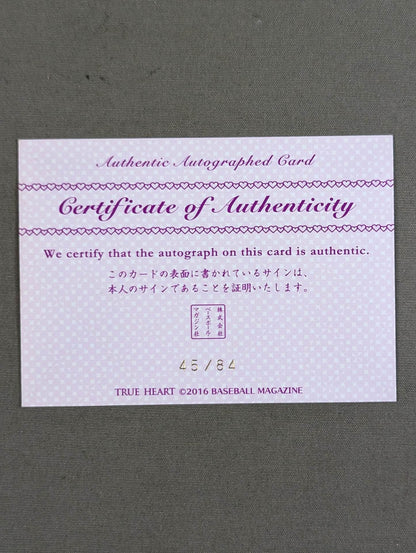 Authentic Autographed Card
Certificate of Authenticity
We certify that the autograph on this card is authentic.
このカードの表面に書かれているサインは、
本人のサインであることを証明いたします。
株式会社
ベースボール
マガジン社
45/84
TRUE HEART ©2016 BASEBALL MAGAZINE